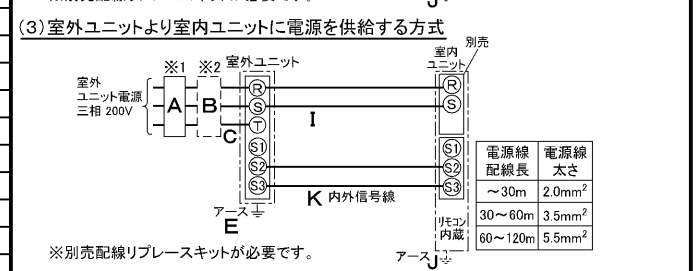 (3)室外ユニットより室内ユニットに電源を供給する方式
※1 ※2 室外ユニット
室内
ユニット
別売
室外
ユニット電源
三相 200V
A
B
C
R
S
T
S1
S2
S3
I
K 内外信号線
R
S
S1
S2
S3
リモコン
内蔵
アース
E
アース J
電源線
配線長
電源線
太さ
~30m 2.0mm²
30~60m 3.5mm²
60~120m 5.5mm²
※別売配線リプレースキットが必要です。